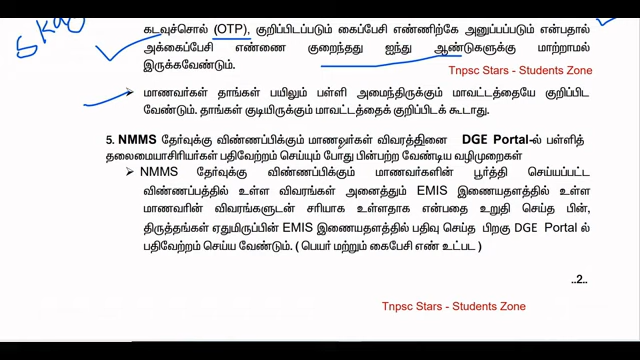 கடவுச்சொல் (OTP), குறிப்பிடப்படும் கைப்பேசி எண்ணிற்கே அனுப்பப்படும் என்பதால்
அக்கைப்பேசி எண்ணை குறைந்தது ஐந்து ஆண்டுகளுக்கு மாற்றாமல்
இருக்கவேண்டும்.
Tnpsc Stars - Students Zone
➢ மாணவர்கள் தாங்கள் பயிலும் பள்ளி அமைந்திருக்கும் மாவட்டத்தையே குறிப்பிட
வேண்டும். தாங்கள் குடியிருக்கும் மாவட்டத்தைக் குறிப்பிடக் கூடாது.
5. NMMS தேர்வுக்கு விண்ணப்பிக்கும் மாணவர்கள் விவரத்தினை DGE Portal-ல் பள்ளித்
தலைமையாசிரியர்கள் பதிவேற்றம் செய்யும் போது பின்பற்ற வேண்டிய வழிமுறைகள்
➢ NMMS தேர்வுக்கு விண்ணப்பிக்கும் மாணவர்களின் பூர்த்தி செய்யப்பட்ட
விண்ணப்பத்தில் உள்ள விவரங்கள் அனைத்தும் EMIS இணையதளத்தில் உள்ள
மாணவரின் விவரங்களுடன் சரியாக உள்ளதாக என்பதை உறுதி செய்த பின்,
திருத்தங்கள் ஏதுமிருப்பின் EMIS இணையதளத்தில் பதிவு செய்த பிறகு DGE Portal ல்
பதிவேற்றம் செய்ய வேண்டும். ( பெயர் மற்றும் கைபேசி எண் உட்பட )
..2..
Tnpsc Stars - Students Zone